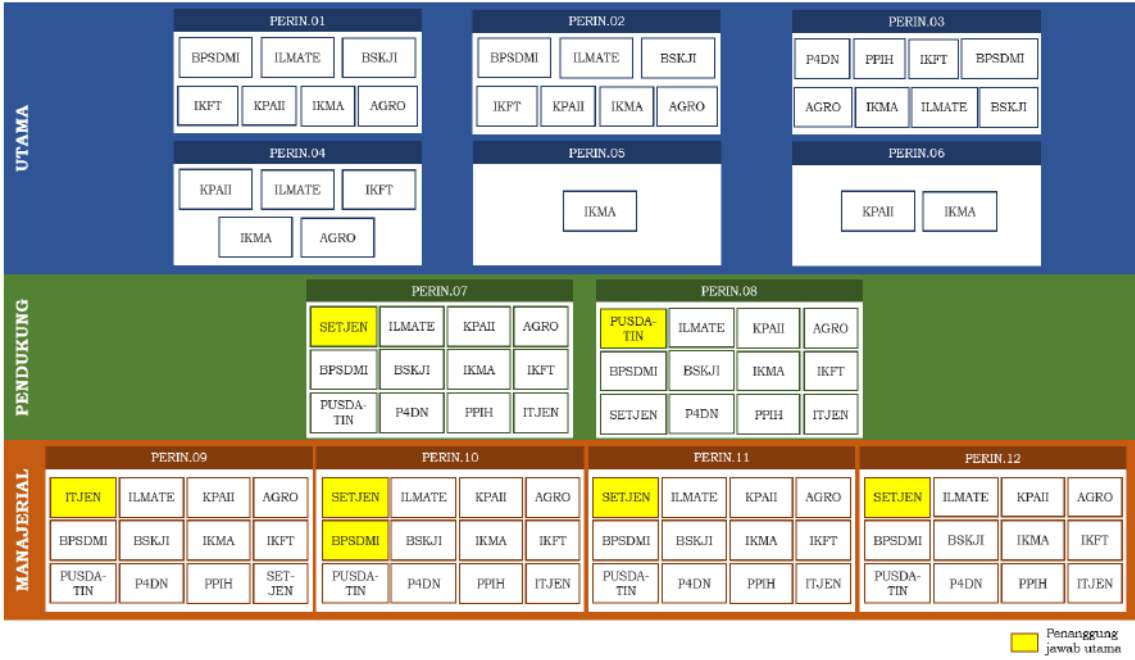 UTAMA
PERIN.01
BPSDMI ILMATE BSKJI
IKFT KPAII IKMA AGRO
PERIN.02
BPSDMI ILMATE BSKJI
IKFT KPAII IKMA AGRO
PERIN.03
P4DN PPIH IKFT BPSDMI
AGRO IKMA ILMATE BSKJI
PERIN.04
KPAII ILMATE IKFT
IKMA AGRO
PERIN.05
IKMA
PERIN.06
KPAII IKMA
PENDUKUNG
PERIN.07
SETJEN ILMATE KPAII AGRO
BPSDMI BSKJI IKMA IKFT
PUSDA-
TIN P4DN PPIH ITJEN
PERIN.08
PUSDA-
TIN ILMATE KPAII AGRO
BPSDMI BSKJI IKMA IKFT
SETJEN P4DN PPIH ITJEN
MANAJERIAL
PERIN.09
ITJEN ILMATE KPAII AGRO
BPSDMI BSKJI IKMA IKFT
PUSDA-
TIN P4DN PPIH SET-
JEN
PERIN.10
SETJEN ILMATE KPAII AGRO
BPSDMI BSKJI IKMA IKFT
PUSDA-
TIN P4DN PPIH ITJEN
PERIN.11
SETJEN ILMATE KPAII AGRO
BPSDMI BSKJI IKMA IKFT
PUSDA-
TIN P4DN PPIH ITJEN
PERIN.12
SETJEN ILMATE KPAII AGRO
BPSDMI BSKJI IKMA IKFT
PUSDA-
TIN P4DN PPIH ITJEN
Penanggung
jawab utama